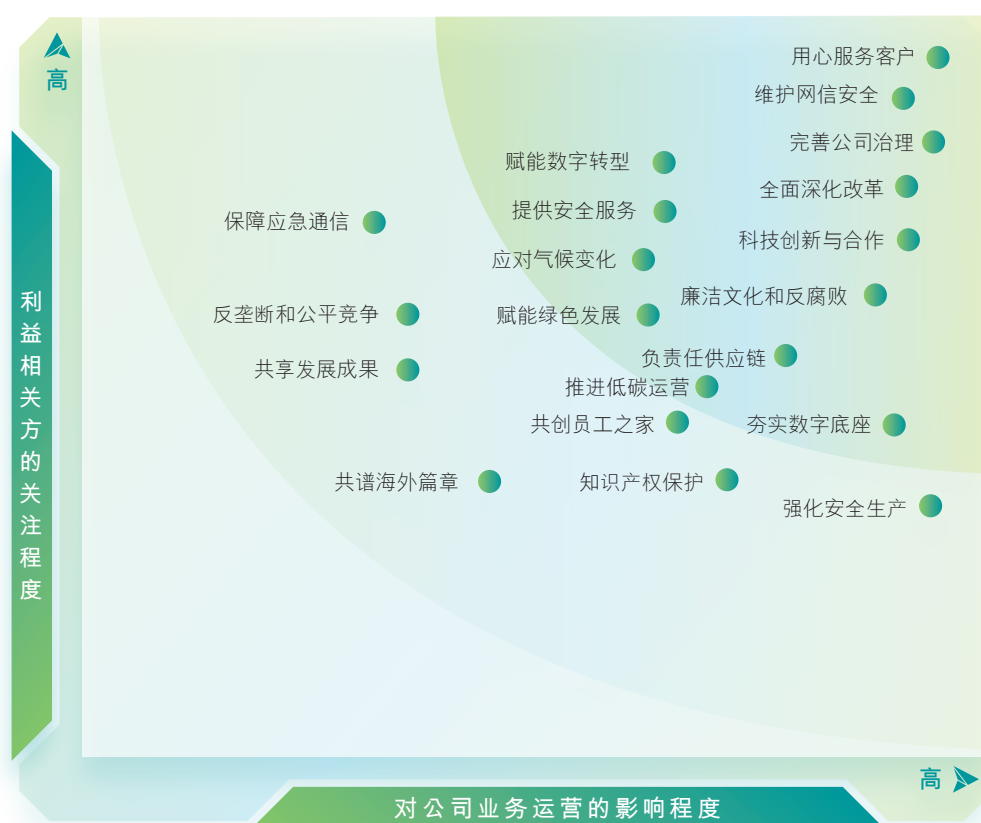 高
用心服务客户
维护网信安全
完善公司治理
赋能数字转型
全面深化改革
提供安全服务
保障应急通信
科技创新与合作
应对气候变化
廉洁文化和反腐败
反垄断和公平竞争
赋能绿色发展
负责任供应链
共享发展成果
推进低碳运营
共创员工之家
夯实数字底座
共谱海外篇章
知识产权保护
强化安全生产
利益相关方的关注程度
高
对公司业务运营的影响程度